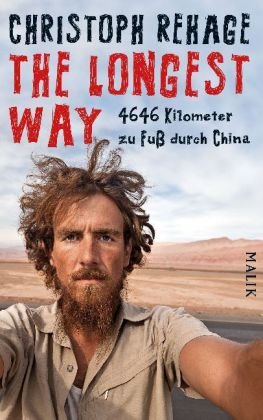 CHRISTOPH REHAGE
THE LONGEST
WAY
4646 Kilometer
zu Fuß durch China
MALIK